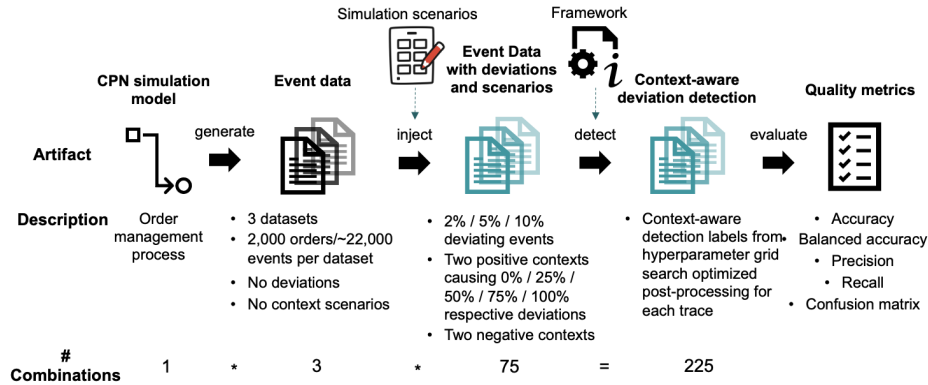 Simulation scenarios
Framework
CPN simulation
model
Event data
Event Data
with deviations
and scenarios
Context-aware
deviation detection
Quality metrics
Artifact
generate
inject
detect
evaluate
Description
Order
management
process
• 3 datasets
• 2,000 orders/~22,000
events per dataset
• No deviations
• No context scenarios
• 2% / 5% / 10%
deviating events
• Two positive contexts
causing 0% / 25% /
50% / 75% / 100%
respective deviations
• Two negative contexts
• Context-aware
detection labels from
hyperparameter grid
search optimized
post-processing for
each trace
• Accuracy
• Balanced accuracy
• Precision
• Recall
• Confusion matrix
#
Combinations
1 * 3 * 75 = 225